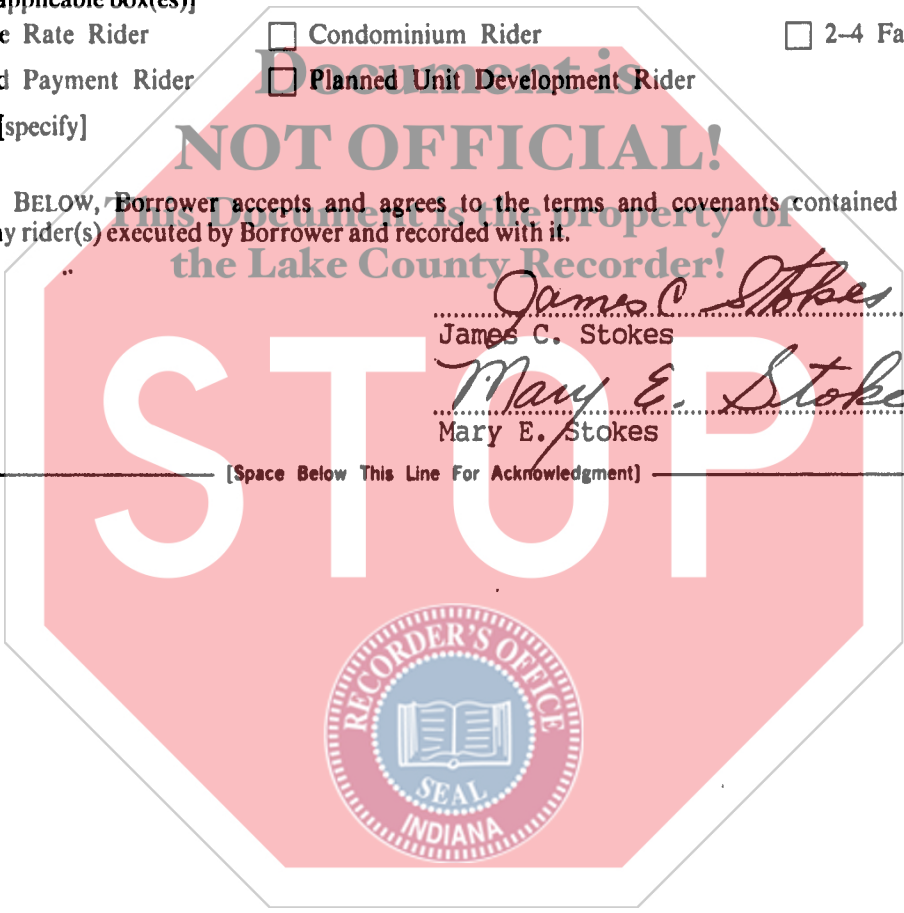 applicable box(es)]
e Rate Rider ☐ Condominium Rider ☐ 2–4 Fa
d Payment Rider ☐ Planned Unit Development Rider
[specify]
Document is
NOT OFFICIAL!
BELOW, Borrower accepts and agrees to the terms and covenants contained
This Document is the property of
y rider(s) executed by Borrower and recorded with it.
the Lake County Recorder!
James C Stokes
James C. Stokes
Mary E. Stoke
Mary E. Stokes
[Space Below This Line For Acknowledgment]
STOP
RECORDER'S OFFICE
SEAL
INDIANA